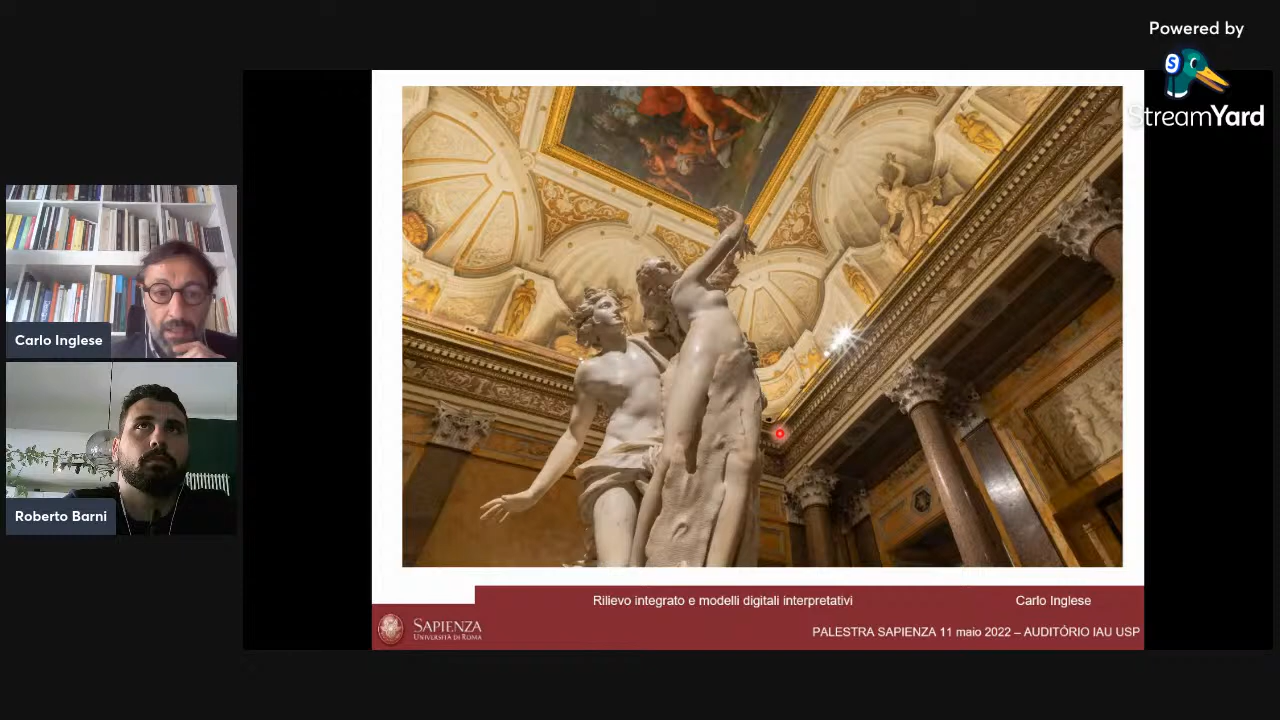 Powered by
StreamYard
Carlo Inglese
Roberto Barni
Rilievo integrato e modelli digitali interpretativi
Carlo Inglese
SAPIENZA
UNIVERSITÀ DI ROMA
PALESTRA SAPIENZA 11 maio 2022 – AUDITÓRIO IAU USP